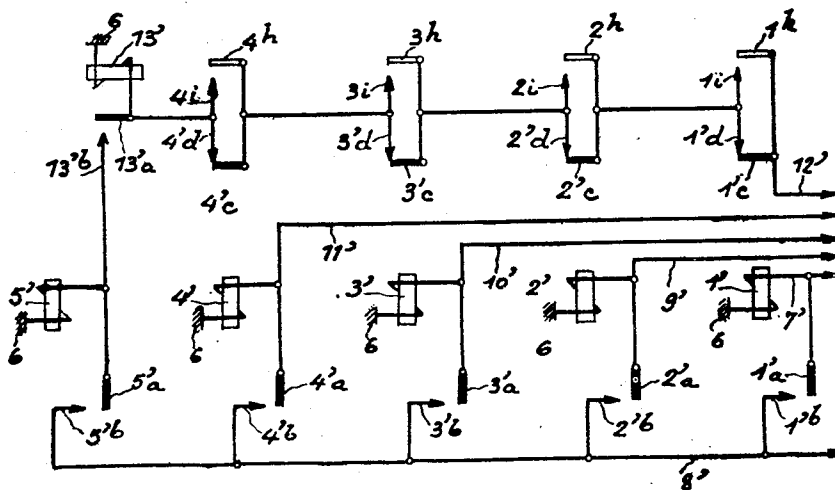 6 13' 4h 3h 2h 1h
4i 3i 2i 1i
13'a 4'd 3'd 2'd 1'd
13'b 4'c 3'c 2'c 1'c 12'
11' 10' 9'
5' 4' 3' 2' 1' 7'
6 6 6 6 6
5'a 4'a 3'a 2'a 1'a
5'b 4'b 3'b 2'b 1'b
8'